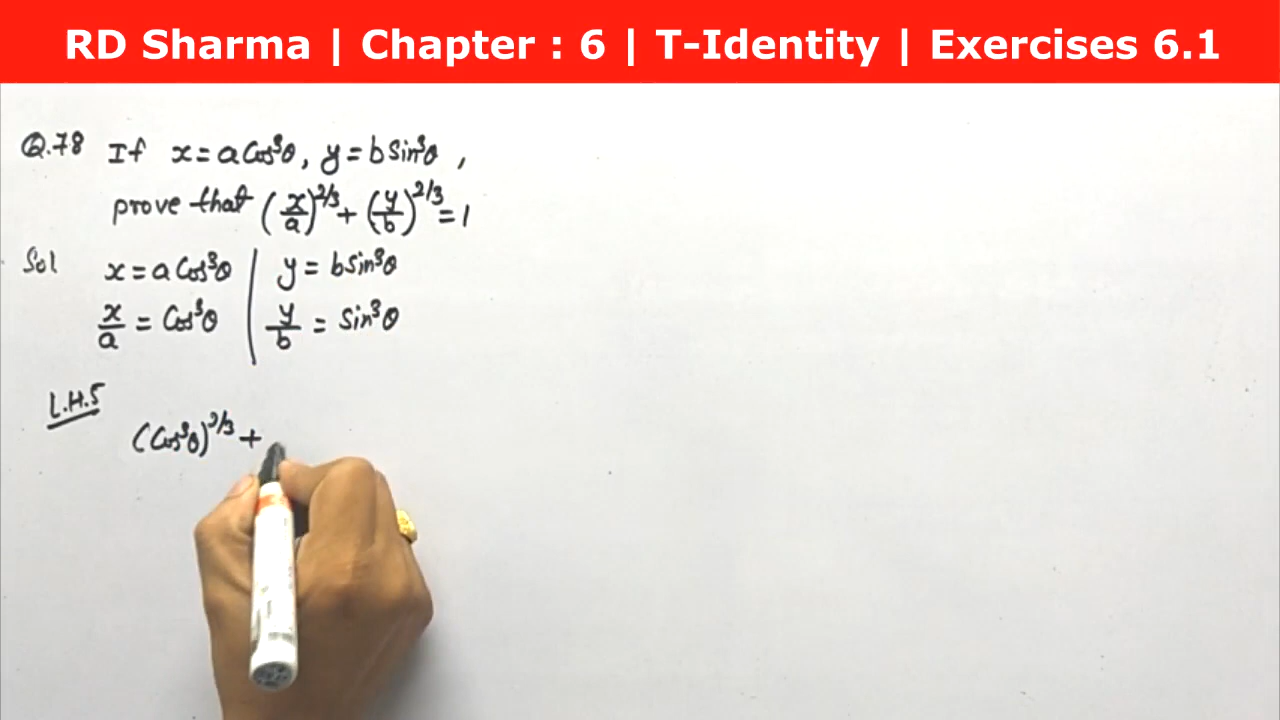 RD Sharma | Chapter : 6 | T-Identity | Exercises 6.1
Q.78 If x = a Cos³θ, y = b Sin³θ,
prove that (x/a)^2/3 + (y/b)^2/3 = 1
Sol x = a Cos³θ | y = b Sin³θ
x/a = Cos³θ | y/b = Sin³θ
L.H.S
(Cos³θ)^2/3 +